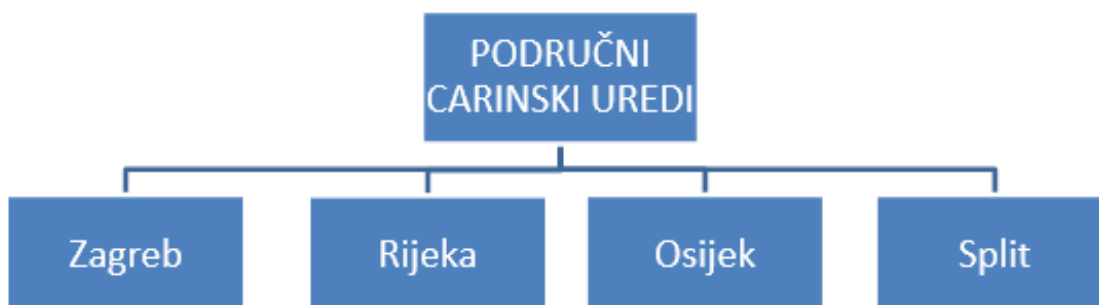 PODRUČNI
CARINSKI UREDI
Zagreb
Rijeka
Osijek
Split